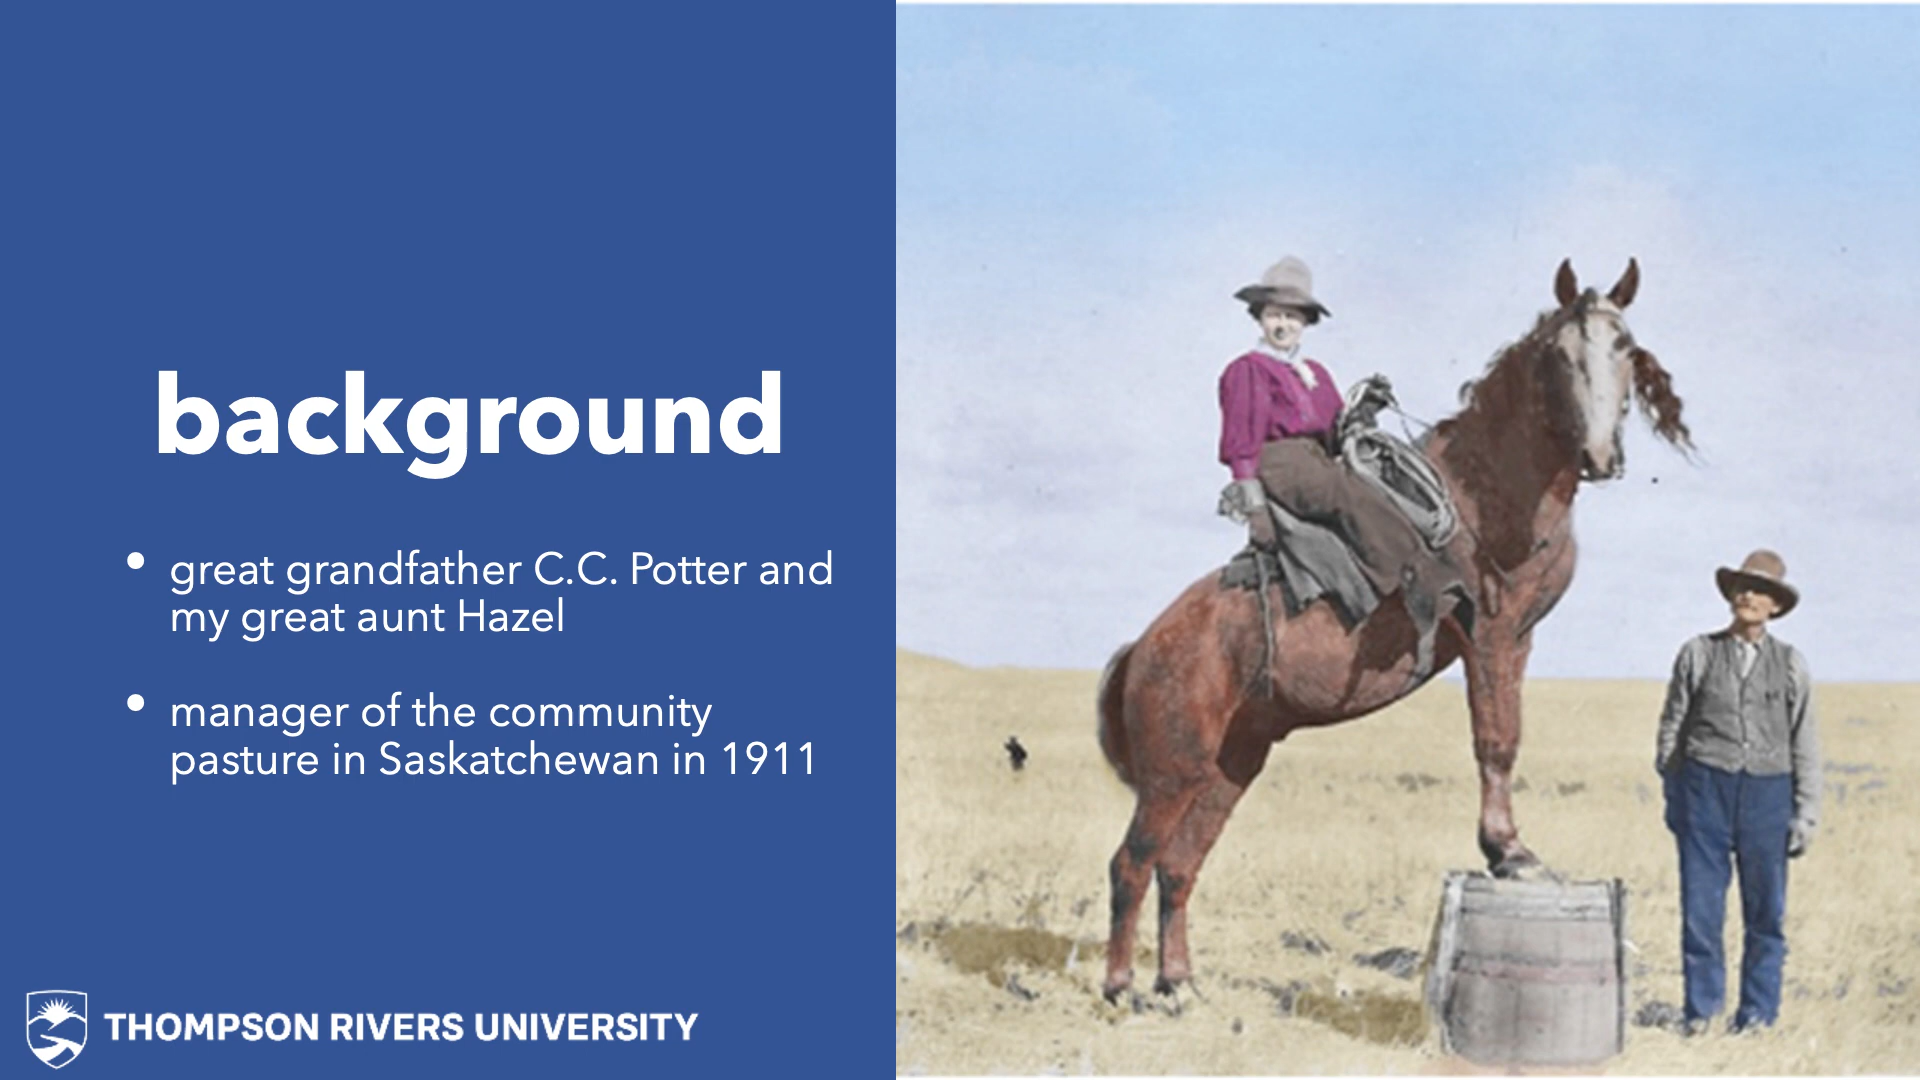 background
• great grandfather C.C. Potter and
my great aunt Hazel
• manager of the community
pasture in Saskatchewan in 1911
THOMPSON RIVERS UNIVERSITY